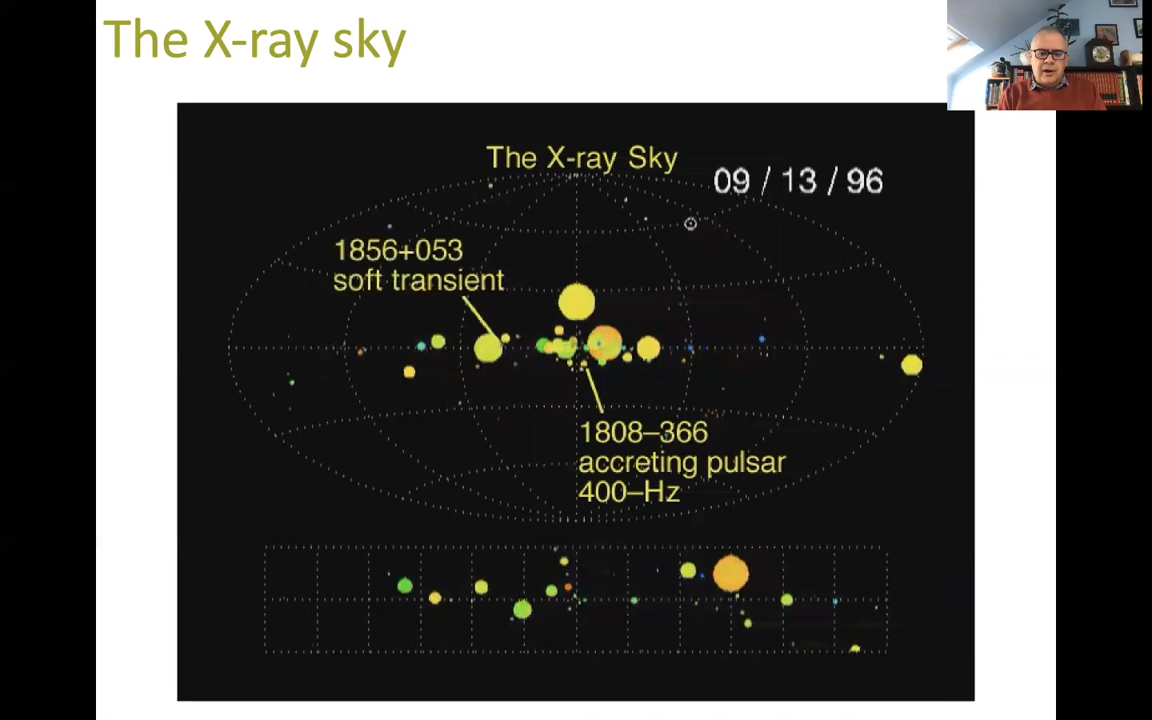 The X-ray sky
The X-ray Sky
09 / 13 / 96
1856+053
soft transient
1808–366
accreting pulsar
400–Hz